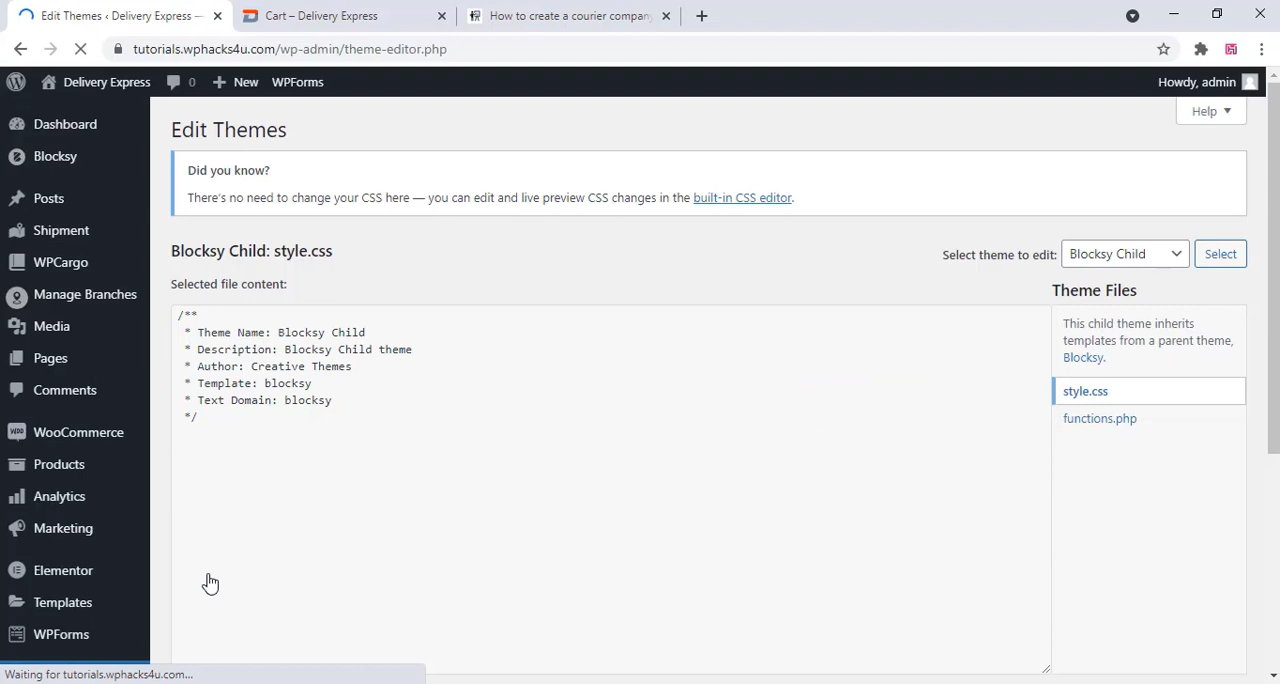 Edit Themes ‹ Delivery Express —
Cart – Delivery Express
How to create a courier company
tutorials.wphacks4u.com/wp-admin/theme-editor.php
Delivery Express
0
New
WPForms
Howdy, admin
Help
Dashboard
Blocksy
Posts
Shipment
WPCargo
Manage Branches
Media
Pages
Comments
WooCommerce
Products
Analytics
Marketing
Elementor
Templates
WPForms
Edit Themes
Did you know?
There's no need to change your CSS here — you can edit and live preview CSS changes in the built-in CSS editor.
Blocksy Child: style.css
Select theme to edit: Blocksy Child Select
Selected file content:
/**
* Theme Name: Blocksy Child
* Description: Blocksy Child theme
* Author: Creative Themes
* Template: blocksy
* Text Domain: blocksy
*/
Theme Files
This child theme inherits
templates from a parent theme,
Blocksy.
style.css
functions.php
Waiting for tutorials.wphacks4u.com...